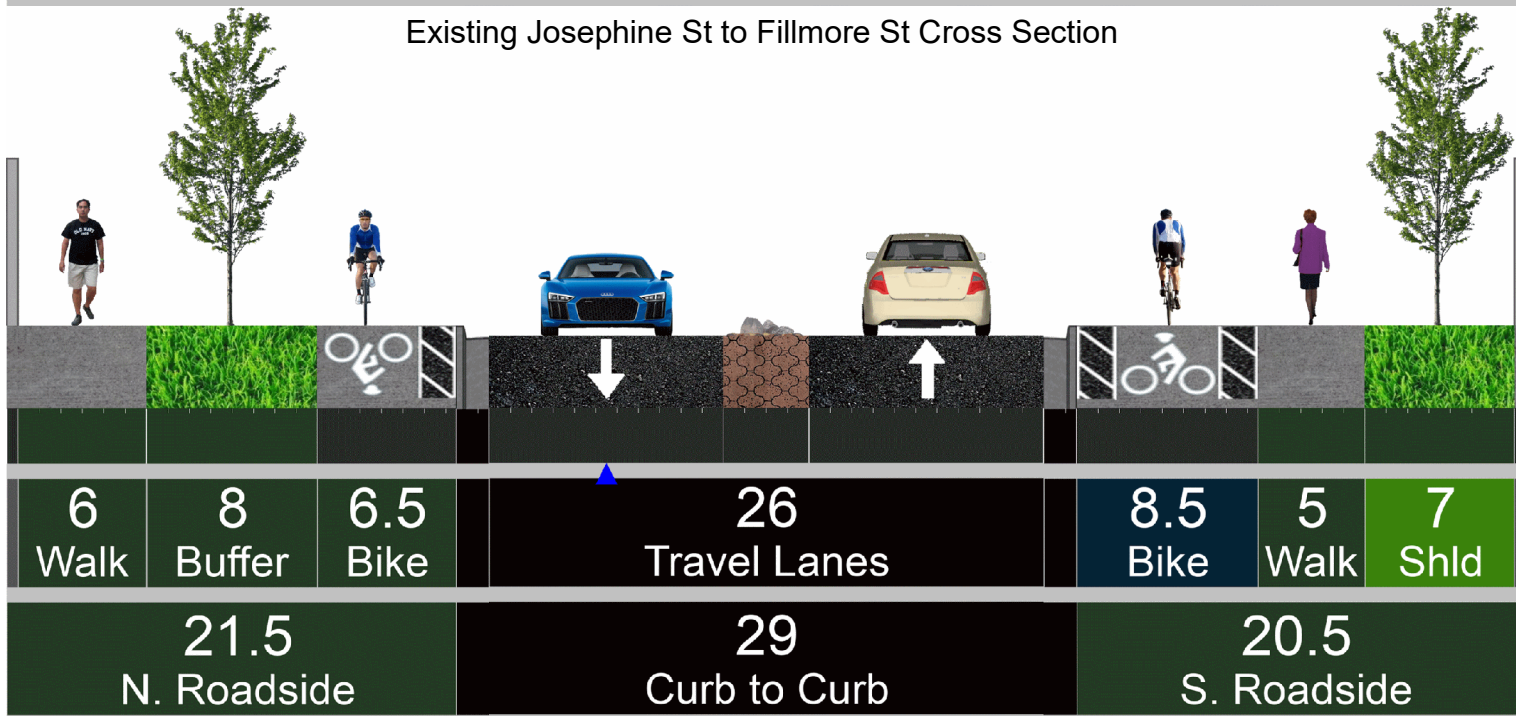 Existing Josephine St to Fillmore St Cross Section
6 8 6.5 26 8.5 5 7
Walk Buffer Bike Travel Lanes Bike Walk Shld
21.5 29 20.5
N. Roadside Curb to Curb S. Roadside